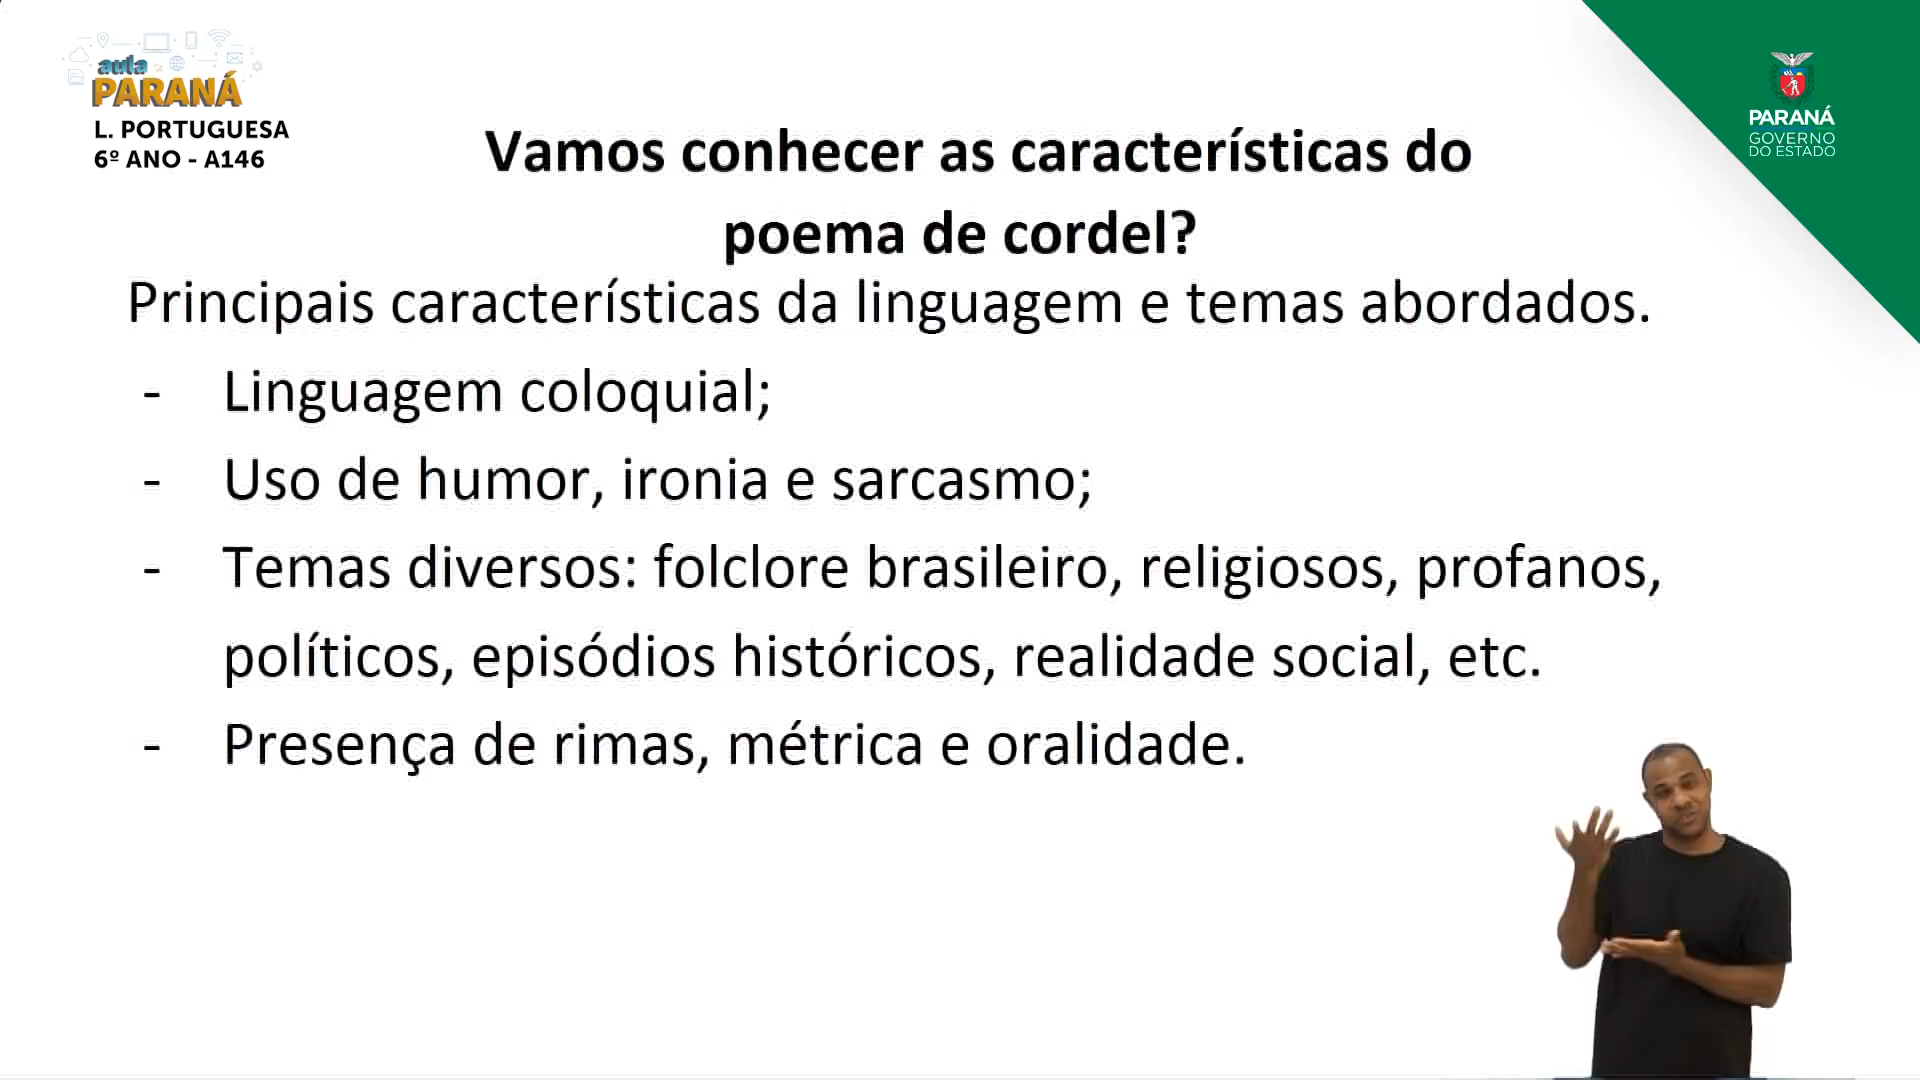 aula
PARANÁ
L. PORTUGUESA
6º ANO - A146
PARANÁ
GOVERNO
DO ESTADO
Vamos conhecer as características do
poema de cordel?
Principais características da linguagem e temas abordados.
- Linguagem coloquial;
- Uso de humor, ironia e sarcasmo;
- Temas diversos: folclore brasileiro, religiosos, profanos,
políticos, episódios históricos, realidade social, etc.
- Presença de rimas, métrica e oralidade.